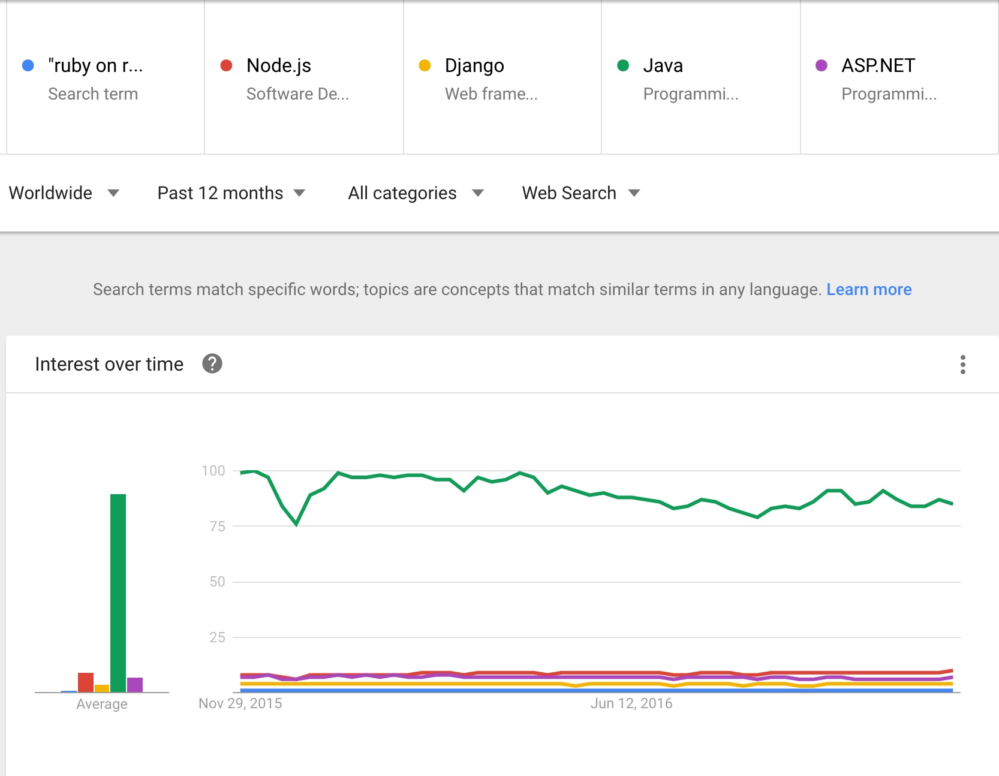 "ruby on r...
Search term
Node.js
Software De...
Django
Web frame...
Java
Programmi...
ASP.NET
Programmi...
Worldwide
Past 12 months
All categories
Web Search
Search terms match specific words; topics are concepts that match similar terms in any language. Learn more
Interest over time ?
100
75
50
25
Average
Nov 29, 2015
Jun 12, 2016